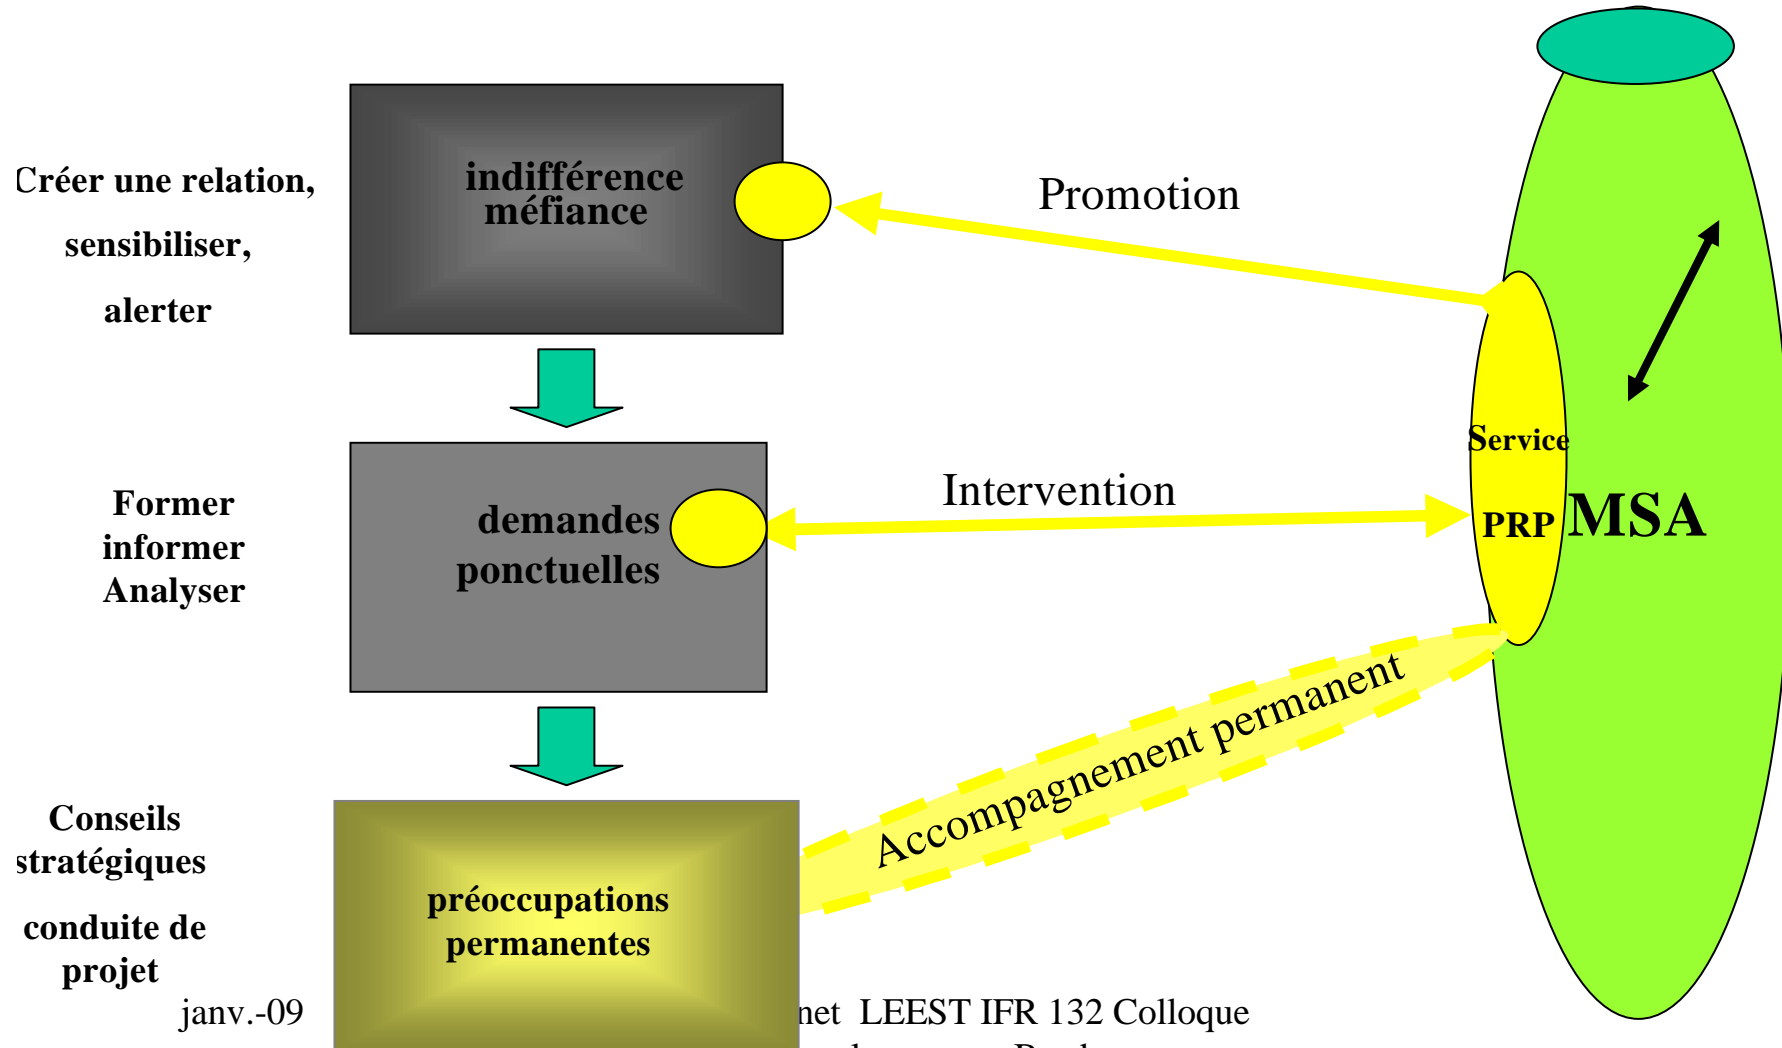 Créer une relation,
sensibiliser,
alerter
indifférence
méfiance
Promotion
Former
informer
Analyser
demandes
ponctuelles
Intervention
Service
PRP
MSA
Conseils
stratégiques
conduite de
projet
préoccupations
permanentes
Accompagnement permanent
janv.-09
net LEEST IFR 132 Colloque